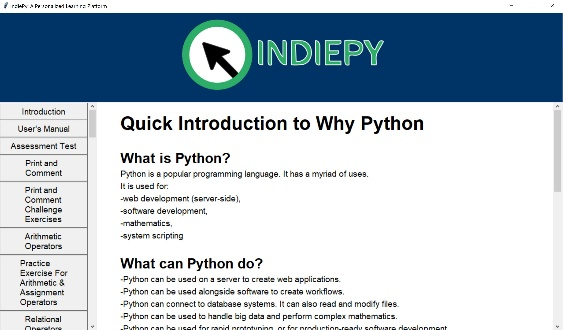 IndiePy: A Personalized Learning Platform
INDIEPY
Introduction
User's Manual
Assessment Test
Print and
Comment
Print and
Comment
Challenge
Exercises
Arithmetic
Operators
Practice
Exercise For
Arithmetic &
Assignment
Operators
Relational
Operators
Quick Introduction to Why Python
What is Python?
Python is a popular programming language. It has a myriad of uses.
It is used for:
-web development (server-side),
-software development,
-mathematics,
-system scripting
What can Python do?
-Python can be used on a server to create web applications.
-Python can be used alongside software to create workflows.
-Python can connect to database systems. It can also read and modify files.
-Python can be used to handle big data and perform complex mathematics.
-Python can be used for rapid prototyping, or for production-ready software development.